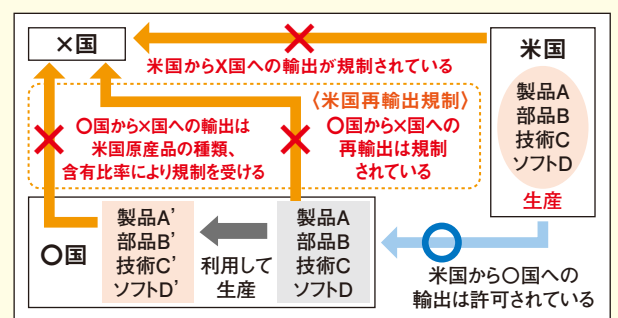 ×国
米国からX国への輸出が規制されている
米国
製品A
部品B
技術C
ソフトD
生産
〈米国再輸出規制〉
〇国から×国への輸出は
米国原産品の種類、
含有比率により規制を受ける
〇国から×国への
再輸出は規制
されている
〇国
製品A’
部品B’
技術C’
ソフトD’
利用して
生産
製品A
部品B
技術C
ソフトD
米国から〇国への
輸出は許可されている